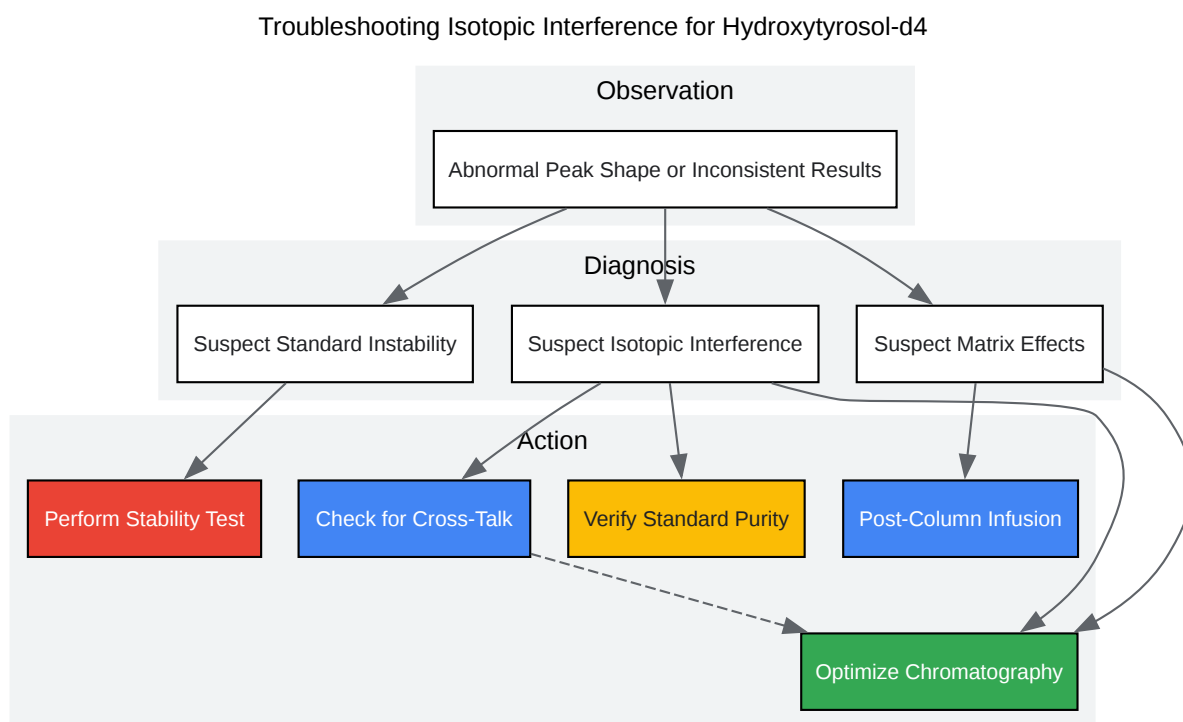 Troubleshooting Isotopic Interference for Hydroxytyrosol-d4
Observation
Abnormal Peak Shape or Inconsistent Results
Diagnosis
Suspect Standard Instability
Suspect Isotopic Interference
Suspect Matrix Effects
Action
Perform Stability Test
Check for Cross-Talk
Verify Standard Purity
Post-Column Infusion
Optimize Chromatography